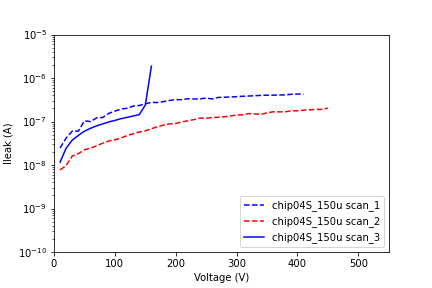 10⁻⁵
10⁻⁶
10⁻⁷
10⁻⁸
10⁻⁹
10⁻¹⁰
Ileak (A)
chip04S_150u scan_1
chip04S_150u scan_2
chip04S_150u scan_3
0 100 200 300 400 500
Voltage (V)